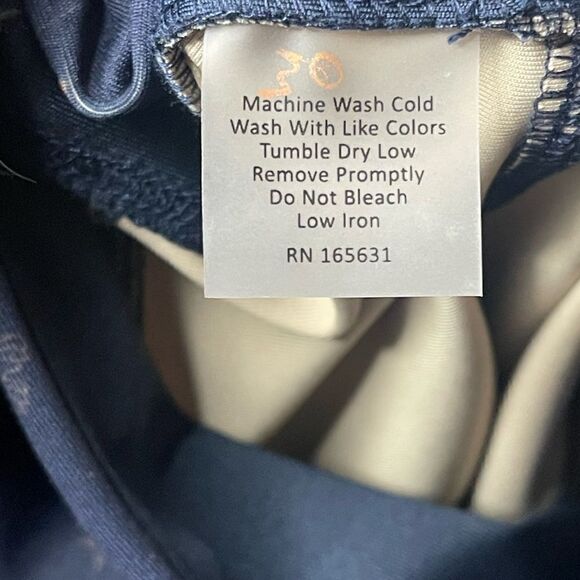 30
Machine Wash Cold
Wash With Like Colors
Tumble Dry Low
Remove Promptly
Do Not Bleach
Low Iron
RN 165631